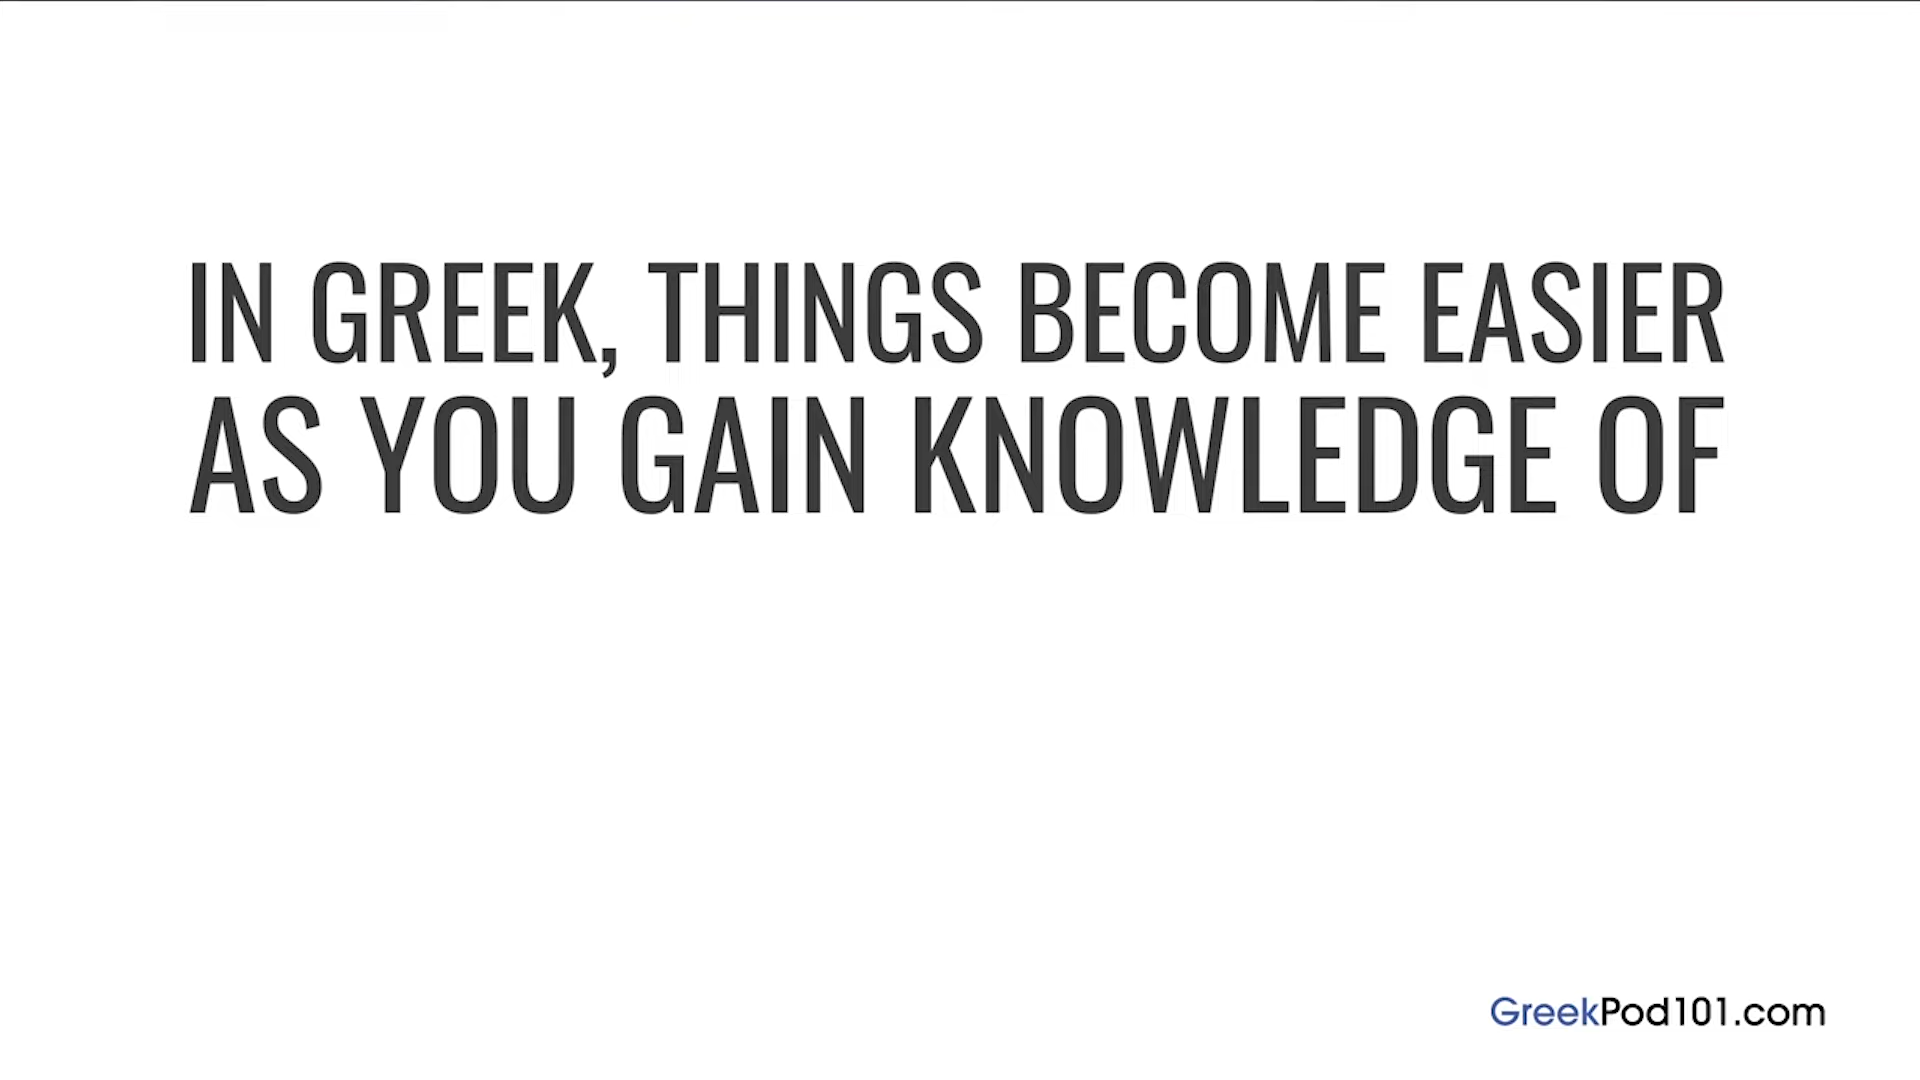 IN GREEK, THINGS BECOME EASIER
AS YOU GAIN KNOWLEDGE OF
GreekPod101.com